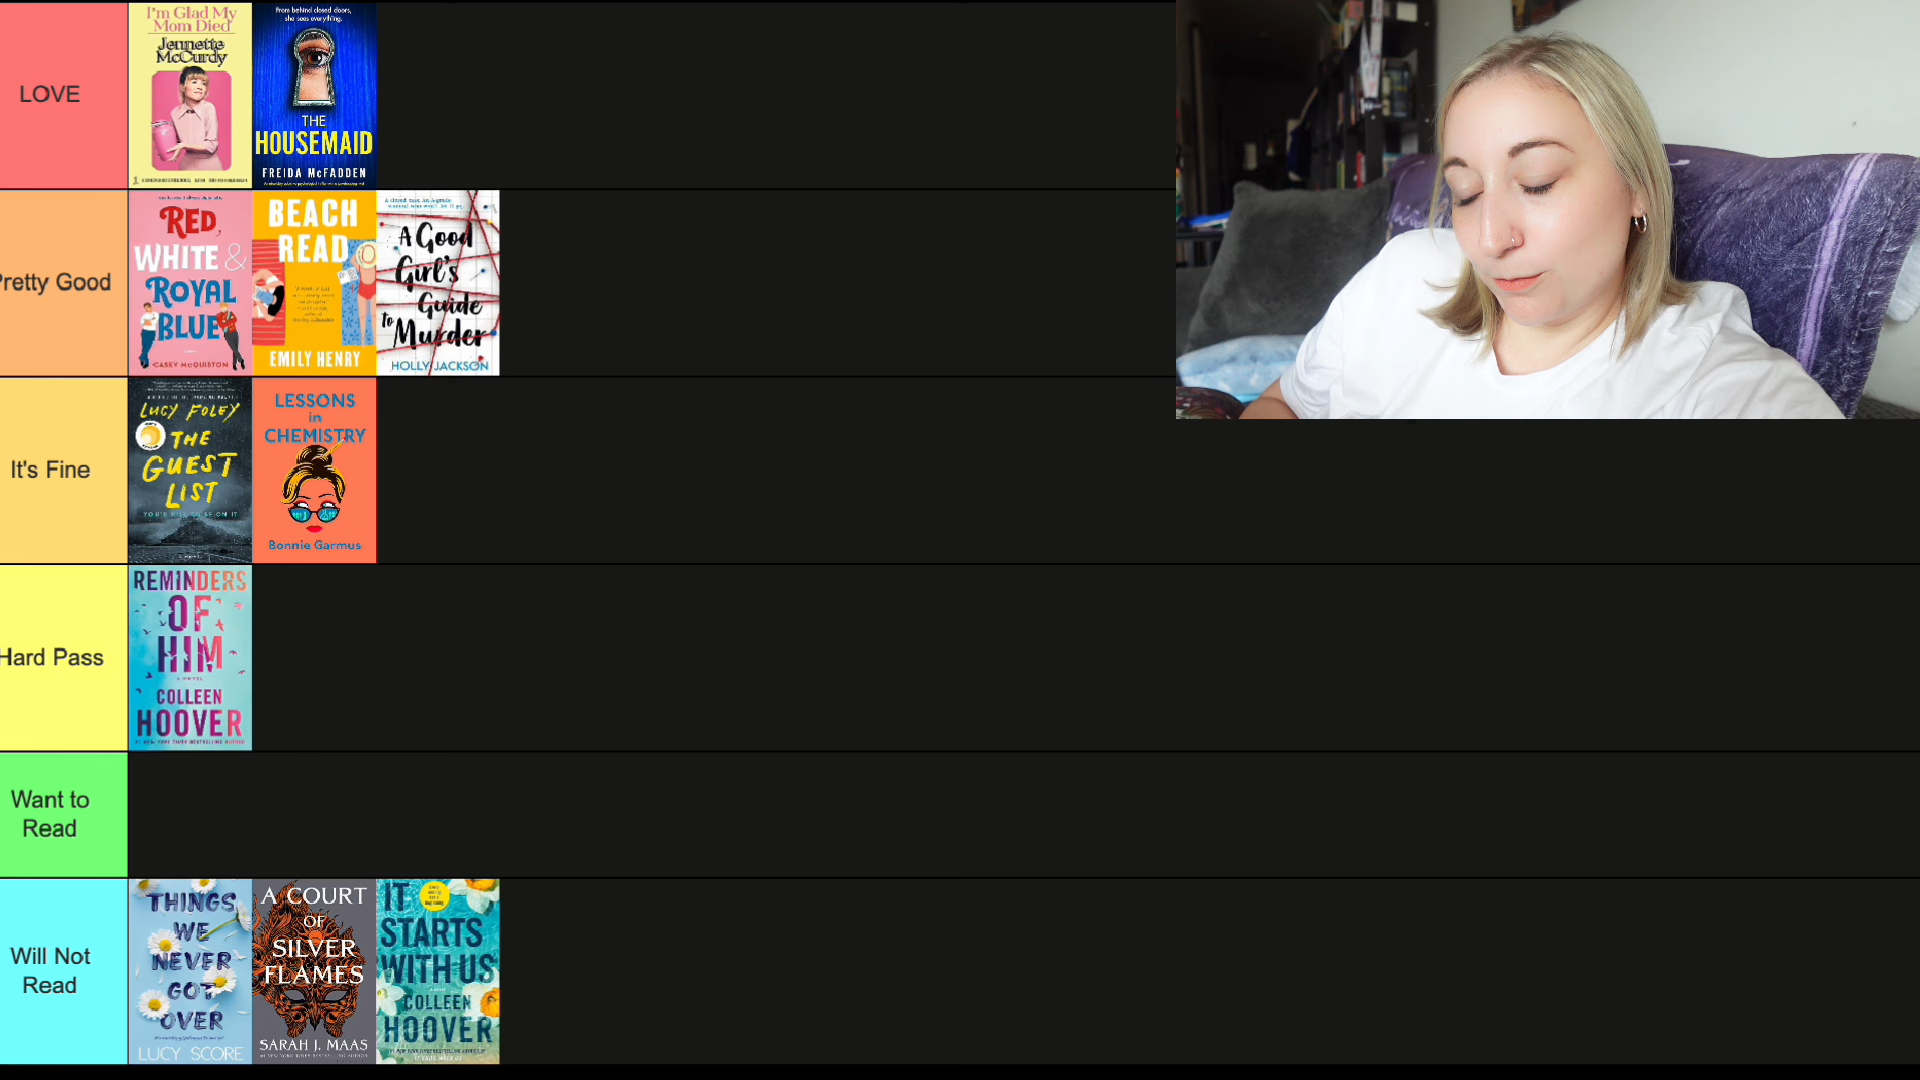 LOVE
I'm Glad My
Mom Died
Jennette
McCurdy
From behind closed doors,
she sees everything.
THE
HOUSEMAID
FREIDA McFADDEN
Pretty Good
RED,
WHITE &
ROYAL
BLUE
CASEY McQUISTON
BEACH
READ
EMILY HENRY
A Good
Girl's
Guide
to Murder
HOLLY JACKSON
It's Fine
LUCY FOLEY
THE
GUEST
LIST
LESSONS
in
CHEMISTRY
Bonnie Garmus
Hard Pass
REMINDERS
OF
HIM
A NOVEL
COLLEEN
HOOVER
Want to
Read
Will Not
Read
THINGS
WE
NEVER
GOT
OVER
LUCY SCORE
A COURT
OF
SILVER
FLAMES
SARAH J. MAAS
IT
STARTS
WITH US
COLLEEN
HOOVER